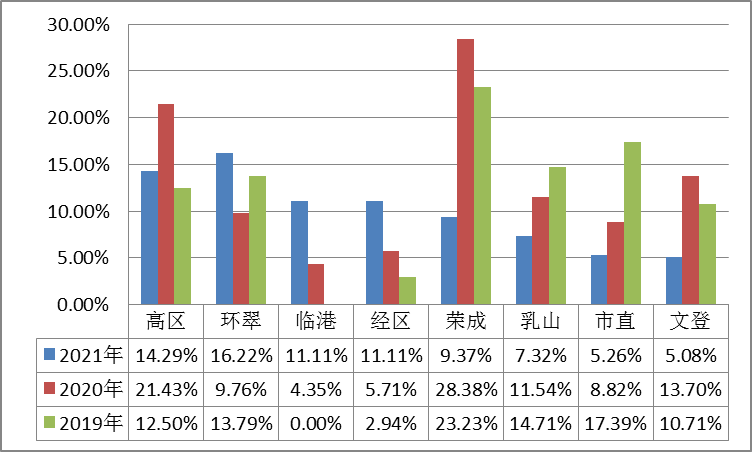 30.00%
25.00%
20.00%
15.00%
10.00%
5.00%
0.00%
高区 环翠 临港 经区 荣成 乳山 市直 文登
2021年 14.29% 16.22% 11.11% 11.11% 9.37% 7.32% 5.26% 5.08%
2020年 21.43% 9.76% 4.35% 5.71% 28.38% 11.54% 8.82% 13.70%
2019年 12.50% 13.79% 0.00% 2.94% 23.23% 14.71% 17.39% 10.71%